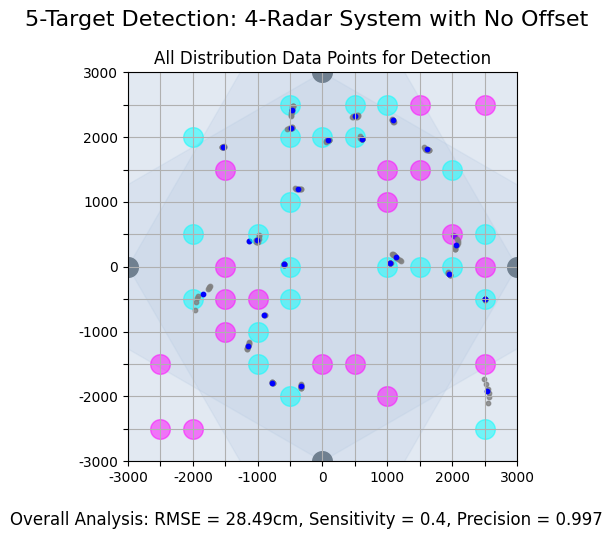 5-Target Detection: 4-Radar System with No Offset
All Distribution Data Points for Detection
3000
2000
1000
0
-1000
-2000
-3000
-3000 -2000 -1000 0 1000 2000 3000
Overall Analysis: RMSE = 28.49cm, Sensitivity = 0.4, Precision = 0.997